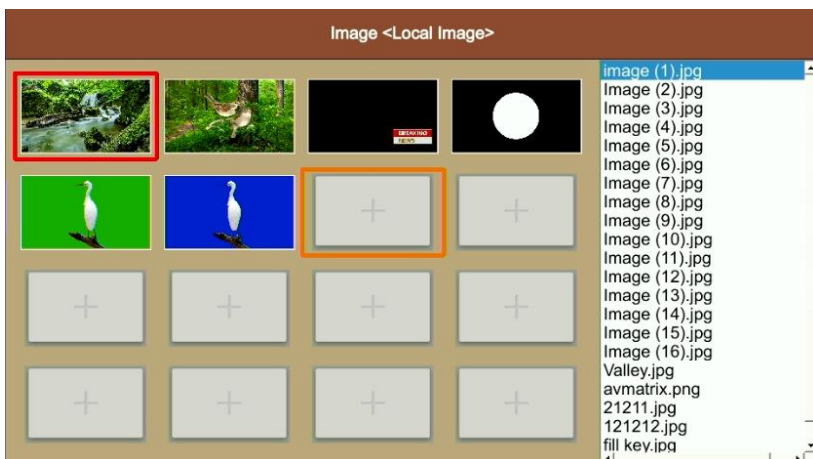 Image <Local Image>
BREAKING
NEWS
image (1).jpg
Image (2).jpg
Image (3).jpg
Image (4).jpg
Image (5).jpg
Image (6).jpg
Image (7).jpg
Image (8).jpg
Image (9).jpg
Image (10).jpg
Image (11).jpg
Image (12).jpg
Image (13).jpg
Image (14).jpg
Image (15).jpg
Image (16).jpg
Valley.jpg
avmatrix.png
21211.jpg
121212.jpg
fill key.jpg